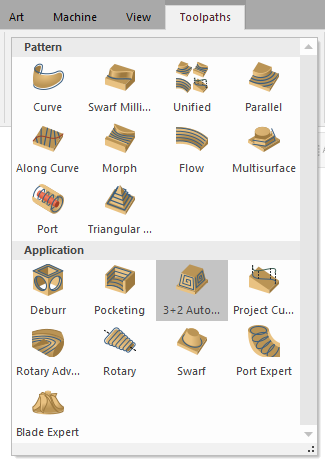 Art Machine View Toolpaths
Pattern
Curve Swarf Milli... Unified Parallel
Along Curve Morph Flow Multisurface
Port Triangular ...
Application
Deburr Pocketing 3+2 Auto... Project Cu...
Rotary Adv... Rotary Swarf Port Expert
Blade Expert